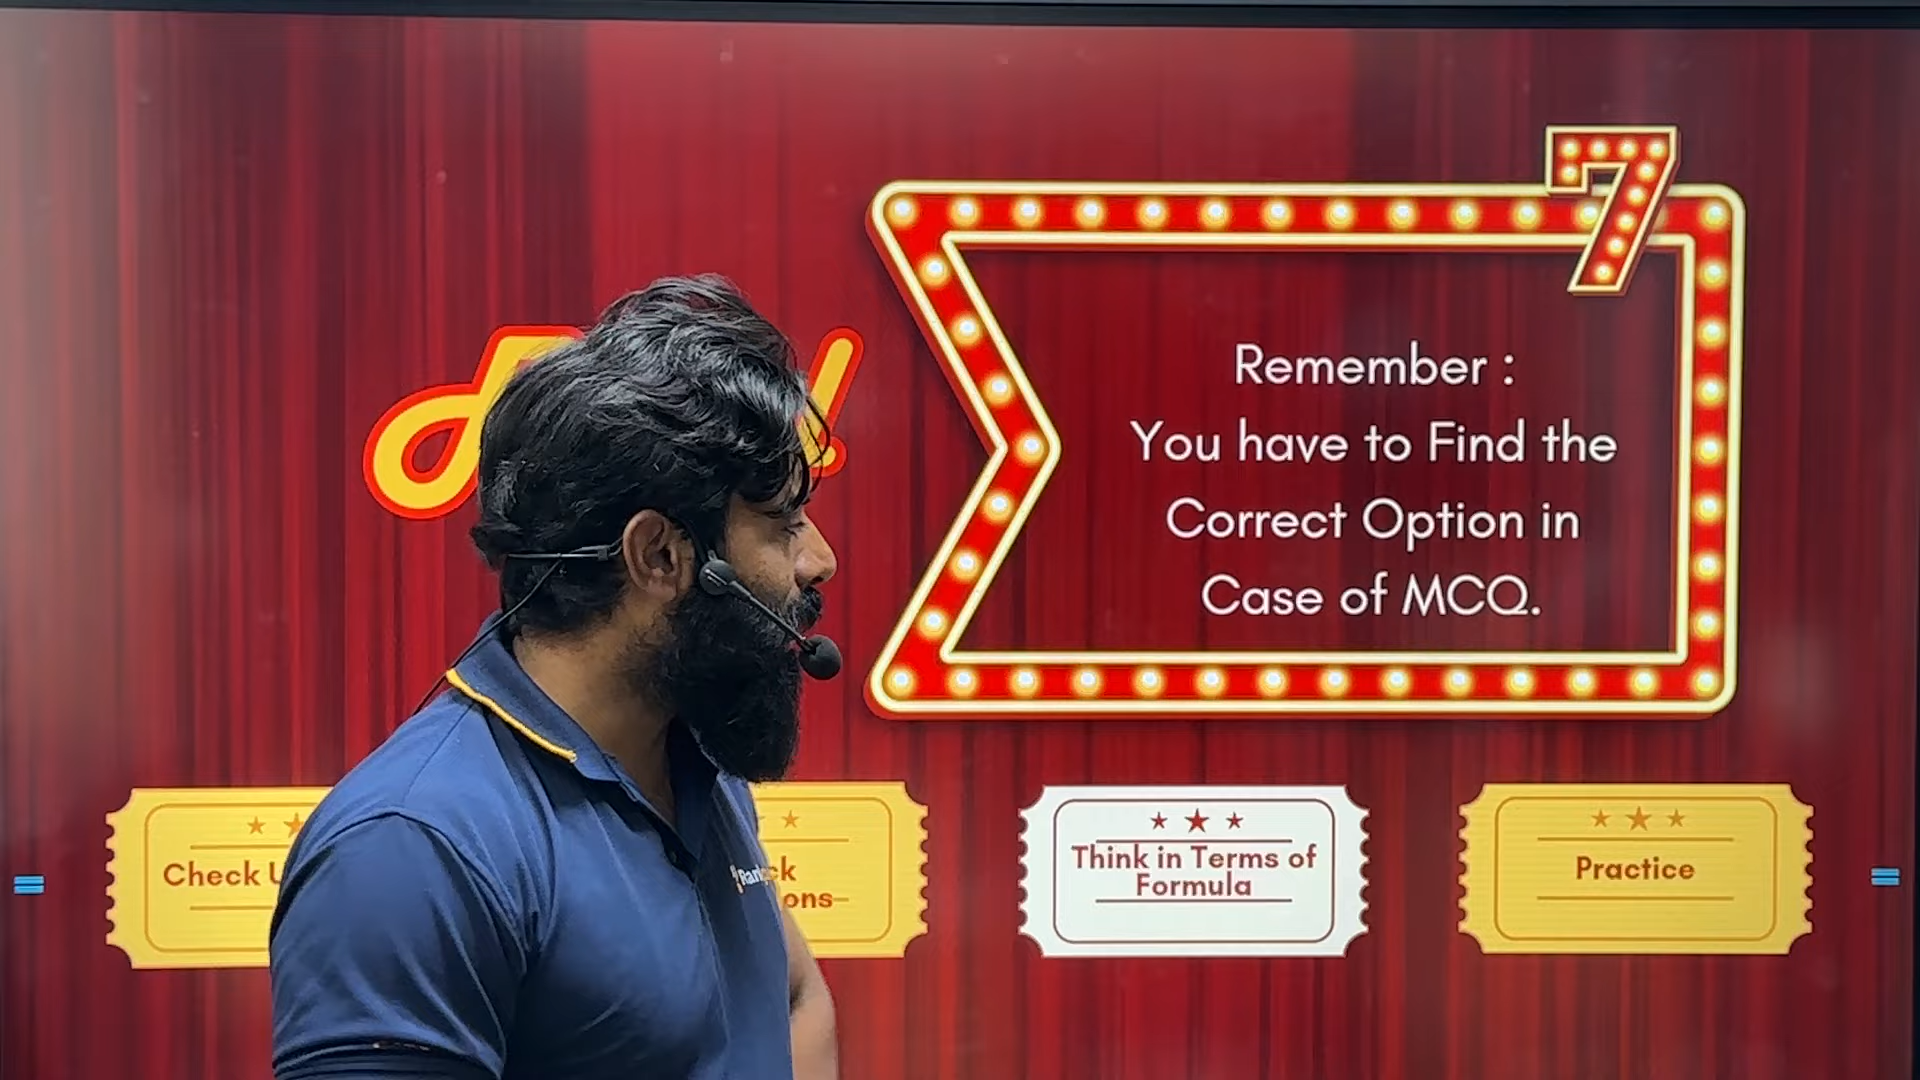 7
Remember :
You have to Find the
Correct Option in
Case of MCQ.
Check
Think in Terms of
Formula
Practice